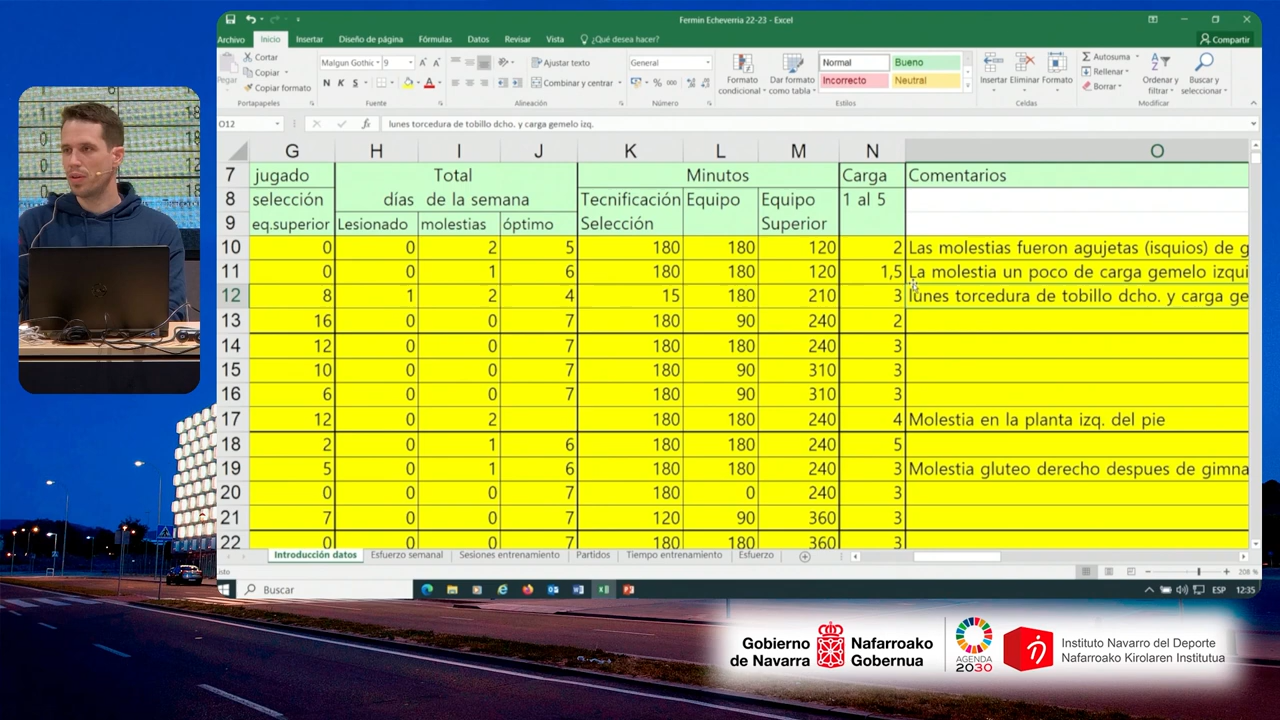 Fermin Echeverria 22-23 - Excel
Archivo Inicio Insertar Diseño de página Fórmulas Datos Revisar Vista ¿Qué desea hacer? Compartir
Pegar Cortar Copiar Copiar formato
Malgun Gothic 9
N K S
Ajustar texto
Combinar y centrar
General
% 000
Formato condicional Dar formato como tabla
Normal Bueno
Incorrecto Neutral
Insertar Eliminar Formato
Autosuma Rellenar Borrar
Ordenar y filtrar Buscar y seleccionar
Portapapeles Fuente Alineación Número Estilos Celdas Modificar
O12 fx lunes torcedura de tobillo dcho. y carga gemelo izq.
G H I J K L M N O
7 jugado Total Minutos Carga Comentarios
8 selección días de la semana Tecnificación Equipo Equipo 1 al 5
9 eq.superior Lesionado molestias óptimo Selección Superior
10 0 0 2 5 180 180 120 2 Las molestias fueron agujetas (isquios) de g
11 0 0 1 6 180 180 120 1,5 La molestia un poco de carga gemelo izqui
12 8 1 2 4 15 180 210 3 lunes torcedura de tobillo dcho. y carga ge
13 16 0 0 7 180 90 240 2
14 12 0 0 7 180 180 240 3
15 10 0 0 7 180 90 310 3
16 6 0 0 7 180 90 310 3
17 12 0 2 180 180 240 4 Molestia en la planta izq. del pie
18 2 0 1 6 180 180 240 5
19 5 0 1 6 180 180 240 3 Molestia gluteo derecho despues de gimna
20 0 0 0 7 180 0 240 3
21 7 0 0 7 120 90 360 3
22 0 0 0 7 180 180 360 3
Introducción datos Esfuerzo semanal Sesiones entrenamiento Partidos Tiempo entrenamiento Esfuerzo
208 %
Buscar ESP 12:35
Gobierno de Navarra
Nafarroako Gobernua
AGENDA 2030
Instituto Navarro del Deporte
Nafarroako Kirolaren Institutua